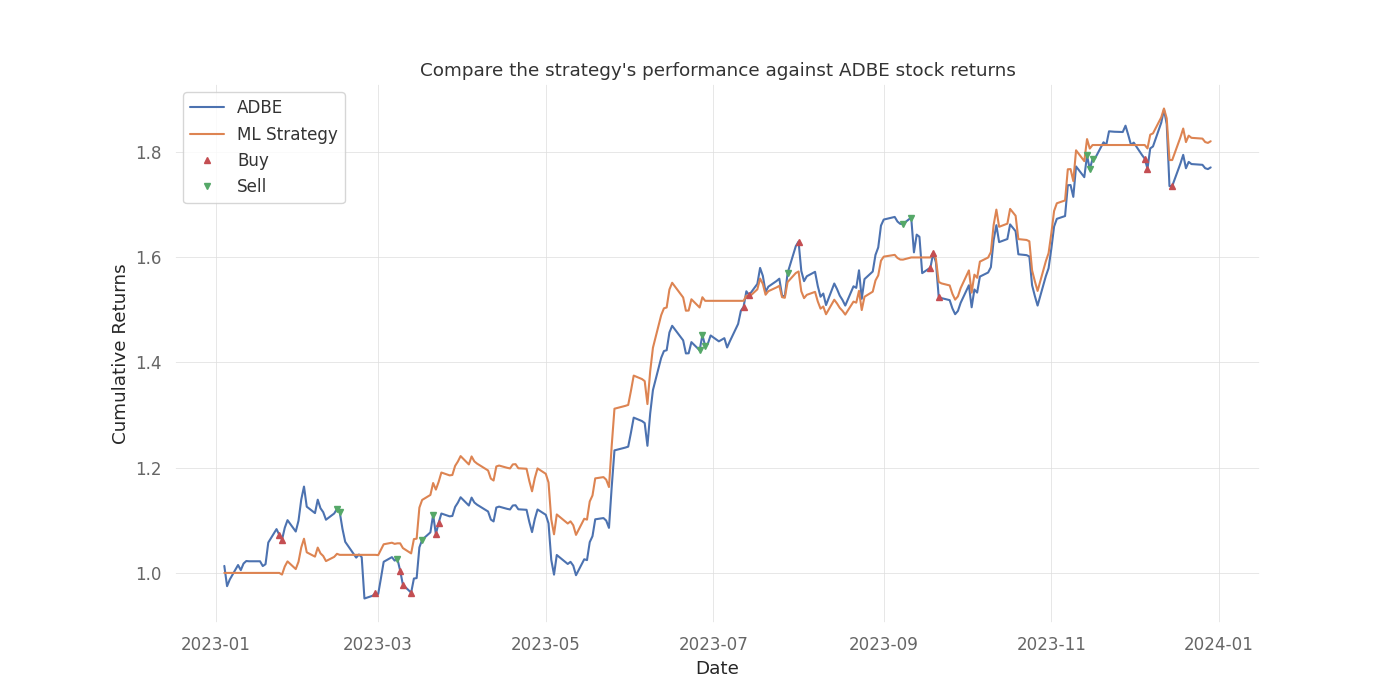 Compare the strategy's performance against ADBE stock returns
ADBE
ML Strategy
Buy
Sell
Cumulative Returns
1.8
1.6
1.4
1.2
1.0
2023-01 2023-03 2023-05 2023-07 2023-09 2023-11 2024-01
Date